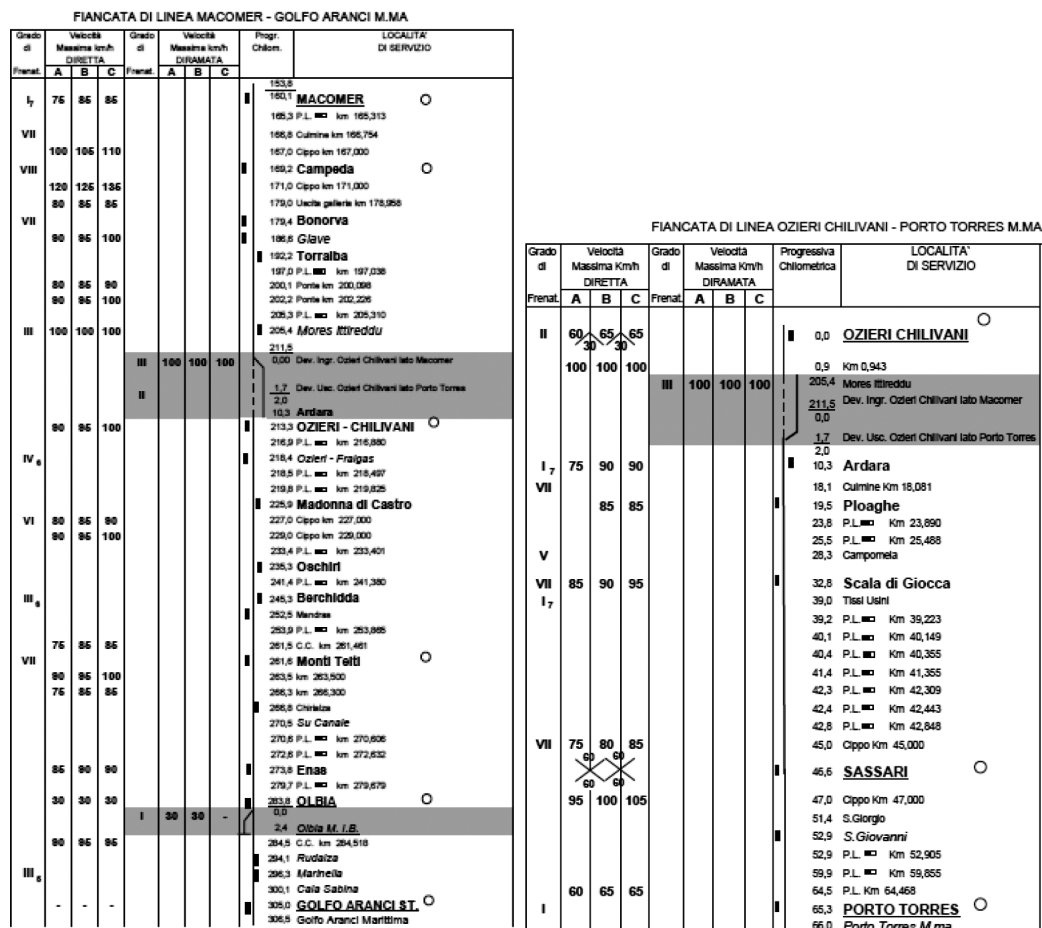 FIANCATA DI LINEA MACOMER - GOLFO ARANCI M.MA
Grado di Frenat. Velocità Massima km/h DIRETTA A B C Grado di Frenat. Velocità Massima km/h DIRAMATA A B C Progr. Chilom. LOCALITA' DI SERVIZIO
153,8
I7 75 85 85 160,1 MACOMER
165,3 P.L. km 165,313
VII 166,8 Culmine km 166,754
100 105 110 167,0 Cippo km 167,000
VIII 169,2 Campeda
120 125 135 171,0 Cippo km 171,000
80 85 85 179,0 Uscita galleria km 178,958
VII 179,4 Bonorva
90 95 100 186,6 Giave
192,2 Torralba
197,0 P.L. km 197,038
80 85 90 200,1 Ponte km 200,098
90 95 100 202,2 Ponte km 202,226
205,3 P.L. km 205,310
III 100 100 100 205,4 Mores Ittireddu
211,5
III 100 100 100 0,00 Dev. Ingr. Ozieri Chilivani lato Macomer
II 1,7 Dev. Usc. Ozieri Chilivani lato Porto Torres
2,0
10,3 Ardara
90 95 100 213,3 OZIERI - CHILIVANI
216,9 P.L. km 216,880
IV6 218,4 Ozieri - Fraigas
218,5 P.L. km 218,497
219,8 P.L. km 219,825
225,9 Madonna di Castro
VI 80 85 90 227,0 Cippo km 227,000
90 95 100 229,0 Cippo km 229,000
233,4 P.L. km 233,401
235,3 Oschiri
241,4 P.L. km 241,380
III5 245,3 Berchidda
252,5 Mandras
253,9 P.L. km 253,865
75 85 85 261,5 C.C. km 261,461
VII 261,6 Monti Telti
90 95 100 263,5 km 263,500
75 85 85 266,3 km 266,300
266,8 Chirialza
270,5 Su Canale
270,6 P.L. km 270,606
272,6 P.L. km 272,632
85 90 90 273,8 Enas
279,7 P.L. km 279,679
30 30 30 283,8 OLBIA
I 30 30 - 0,0
2,4 Olbia M. I.B.
90 95 95 284,5 C.C. km 284,518
294,1 Rudalza
III5 296,3 Marinella
300,1 Cala Sabina
- - - 305,0 GOLFO ARANCI ST.
306,5 Golfo Aranci Marittima
FIANCATA DI LINEA OZIERI CHILIVANI - PORTO TORRES M.MA
Grado di Frenat. Velocità Massima Km/h DIRETTA A B C Grado di Frenat. Velocità Massima Km/h DIRAMATA A B C Progressiva Chilometrica LOCALITA' DI SERVIZIO
II 60 65 65 0,0 OZIERI CHILIVANI
30 30
100 100 100 0,9 Km 0,943
III 100 100 100 205,4 Mores Ittireddu
211,5 Dev. Ingr. Ozieri Chilivani lato Macomer
0,0
1,7 Dev. Usc. Ozieri Chilivani lato Porto Torres
2,0
I7 75 90 90 10,3 Ardara
VII 18,1 Culmine Km 18,081
85 85 19,5 Ploaghe
23,8 P.L. Km 23,890
25,5 P.L. Km 25,488
V 28,3 Campomela
VII 85 90 95 32,8 Scala di Giocca
I7 39,0 Tissi Usini
39,2 P.L. Km 39,223
40,1 P.L. Km 40,149
40,4 P.L. Km 40,355
41,4 P.L. Km 41,355
42,3 P.L. Km 42,309
42,4 P.L. Km 42,443
42,8 P.L. Km 42,848
VII 75 80 85 45,0 Cippo Km 45,000
60 60
46,6 SASSARI
60 60
95 100 105 47,0 Cippo Km 47,000
51,4 S.Giorgio
52,9 S.Giovanni
52,9 P.L. Km 52,905
59,9 P.L. Km 59,855
60 65 65 64,5 P.L. Km 64,468
I 65,3 PORTO TORRES
66,0 Porto Torres M.ma